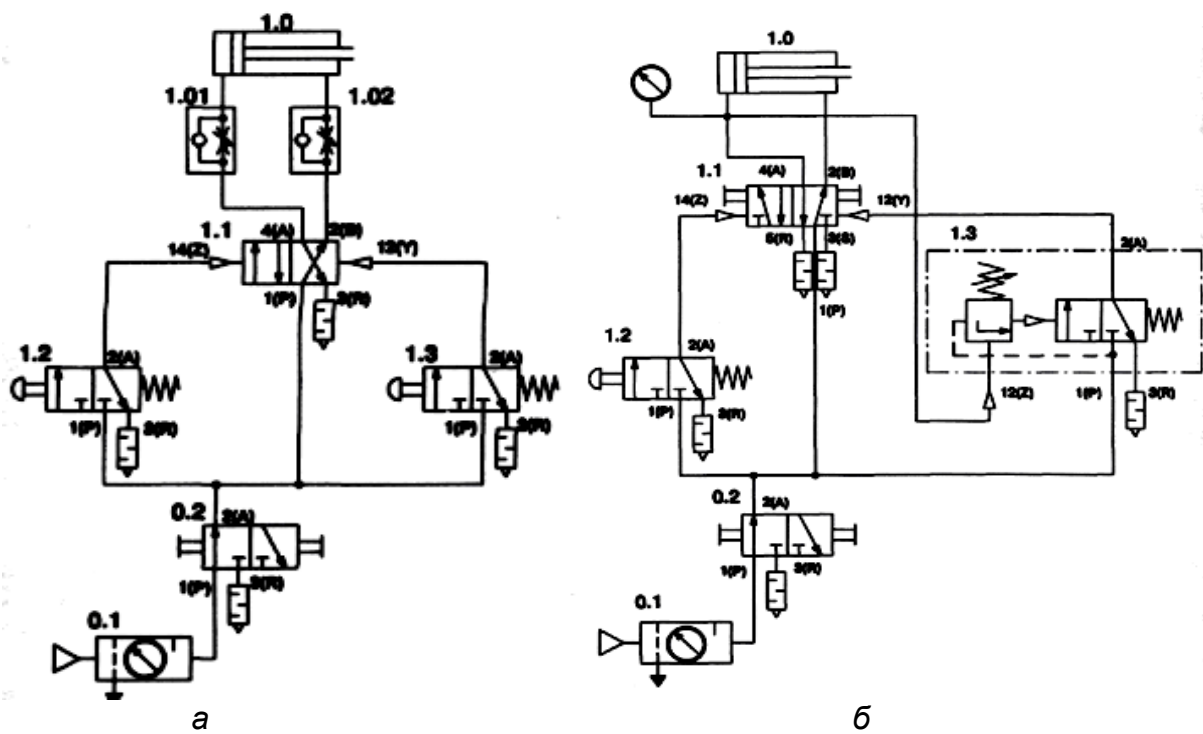 1.0
1.01
1.02
1.1
4(A)
2(B)
14(Z)
12(Y)
1(P)
3(R)
1.2
2(A)
1(P)
3(R)
1.3
2(A)
1(P)
3(R)
0.2
2(A)
1(P)
3(R)
0.1
а
1.0
1.1
4(A)
2(B)
14(Z)
12(Y)
5(R)
3(S)
1(P)
1.3
2(A)
12(Z)
1(P)
3(R)
1.2
2(A)
1(P)
3(R)
0.2
2(A)
1(P)
3(R)
0.1
б